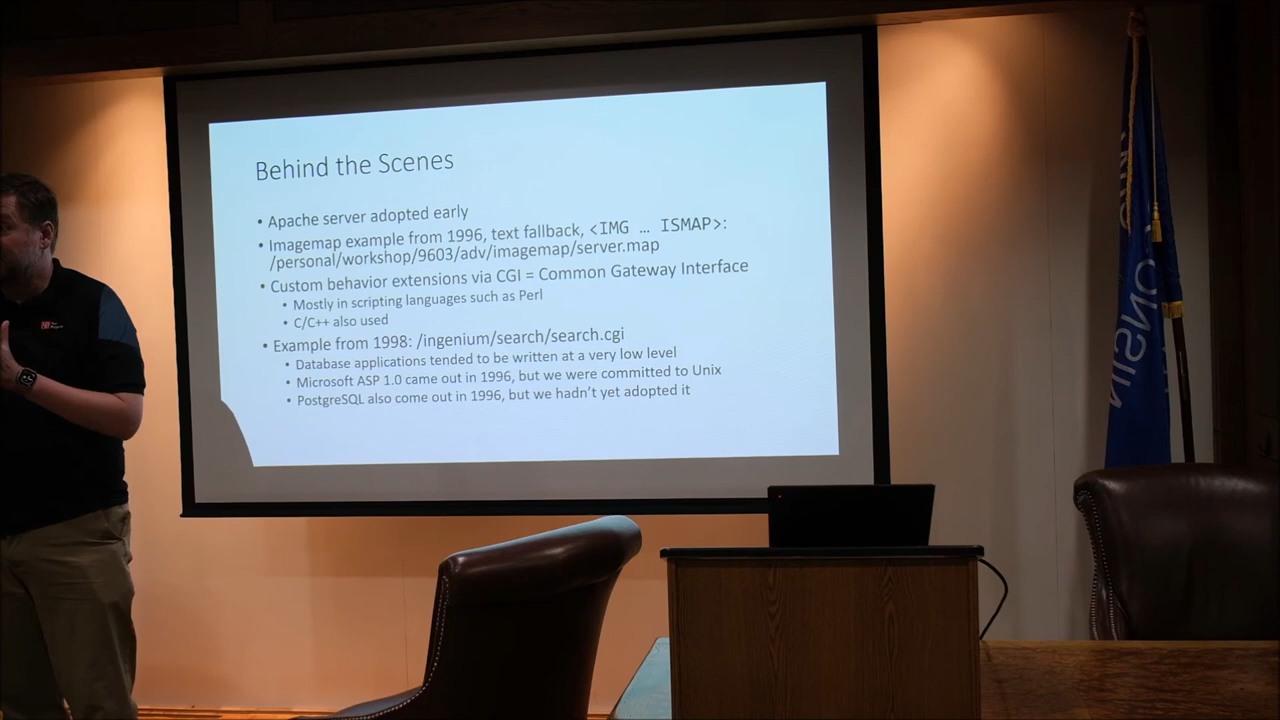 Behind the Scenes
• Apache server adopted early
• Imagemap example from 1996, text fallback, <IMG … ISMAP>:
/personal/workshop/9603/adv/imagemap/server.map
• Custom behavior extensions via CGI = Common Gateway Interface
• Mostly in scripting languages such as Perl
• C/C++ also used
• Example from 1998: /ingenium/search/search.cgi
• Database applications tended to be written at a very low level
• Microsoft ASP 1.0 came out in 1996, but we were committed to Unix
• PostgreSQL also come out in 1996, but we hadn't yet adopted it